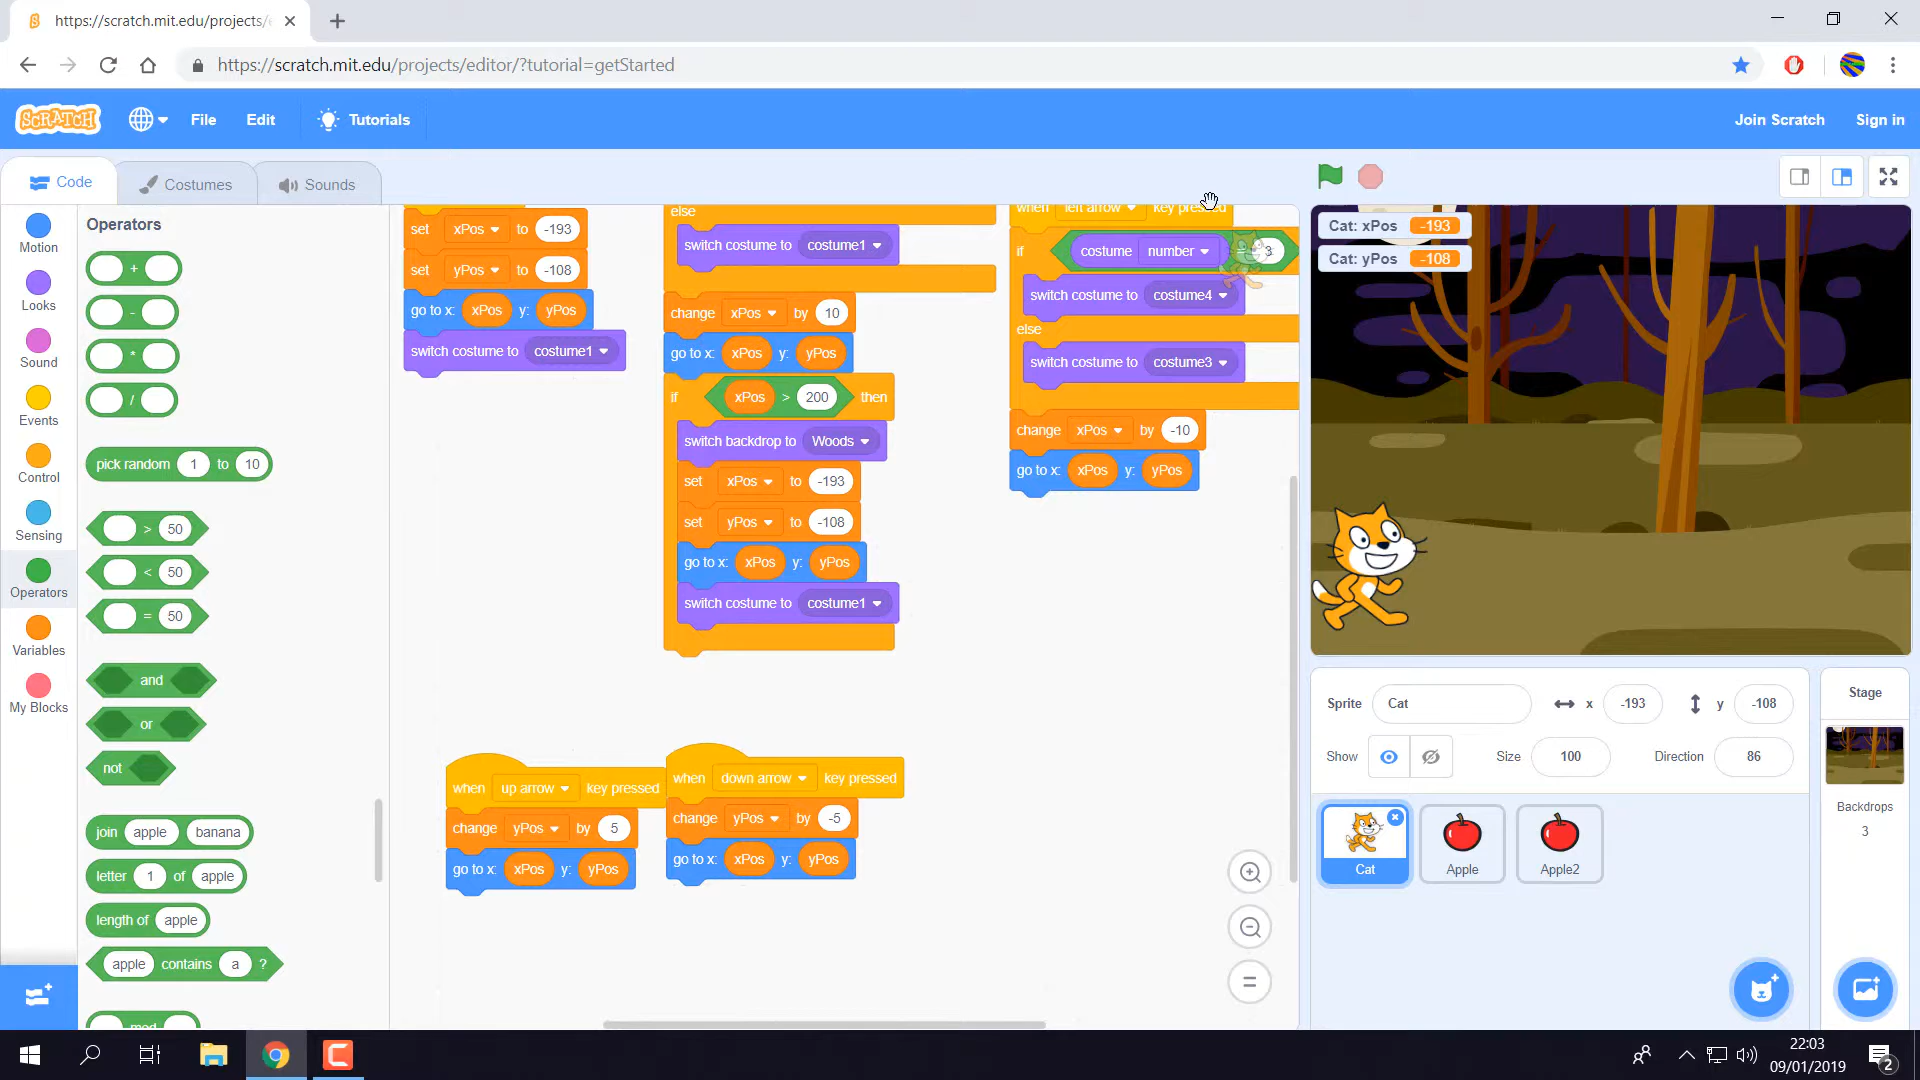 https://scratch.mit.edu/projects/e
https://scratch.mit.edu/projects/editor/?tutorial=getStarted
SCRATCH
File
Edit
Tutorials
Join Scratch
Sign in
Code
Costumes
Sounds
Motion
Looks
Sound
Events
Control
Sensing
Operators
Variables
My Blocks
Operators
+
-
*
/
pick random 1 to 10
> 50
< 50
= 50
and
or
not
join apple banana
letter 1 of apple
length of apple
apple contains a ?
mod
set xPos to -193
set yPos to -108
go to x: xPos y: yPos
switch costume to costume1
else
switch costume to costume1
change xPos by 10
go to x: xPos y: yPos
if xPos > 200 then
switch backdrop to Woods
set xPos to -193
set yPos to -108
go to x: xPos y: yPos
switch costume to costume1
when left arrow key pressed
if costume number = 3
switch costume to costume4
else
switch costume to costume3
change xPos by -10
go to x: xPos y: yPos
when up arrow key pressed
change yPos by 5
go to x: xPos y: yPos
when down arrow key pressed
change yPos by -5
go to x: xPos y: yPos
Cat: xPos -193
Cat: yPos -108
Sprite Cat x -193 y -108
Show Size 100 Direction 86
Cat
Apple
Apple2
Stage
Backdrops
3
22:03
09/01/2019
2